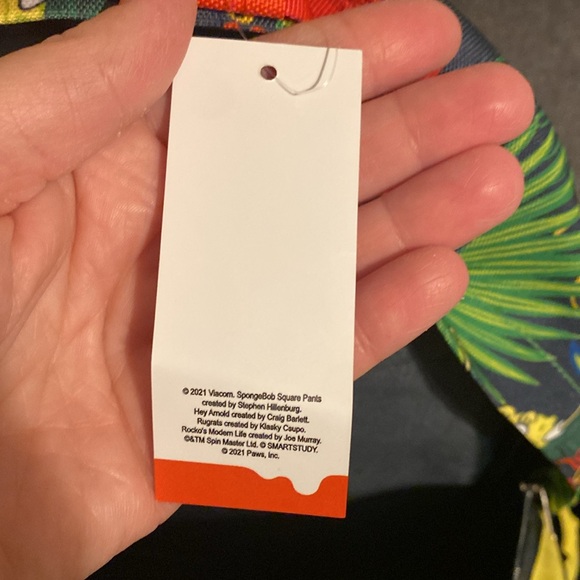 © 2021 Viacom. SpongeBob Square Pants
created by Stephen Hillenburg.
Hey Arnold created by Craig Barlett.
Rugrats created by Klasky Csupo.
Rocko's Modern Life created by Joe Murray.
©&TM Spin Master Ltd. © SMARTSTUDY.
© 2021 Paws, Inc.